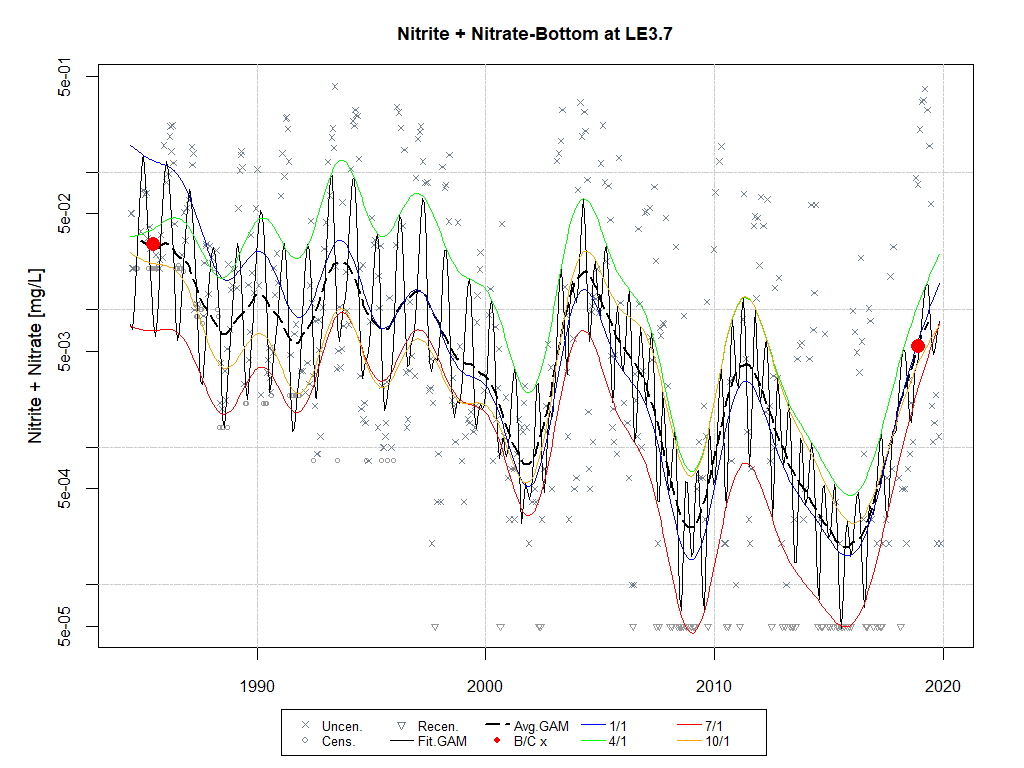 Nitrite + Nitrate-Bottom at LE3.7
Nitrite + Nitrate [mg/L]
5e-01
5e-02
5e-03
5e-04
5e-05
1990 2000 2010 2020
Uncen. Recen. Avg.GAM 1/1 7/1
Cens. Fit.GAM B/C x 4/1 10/1